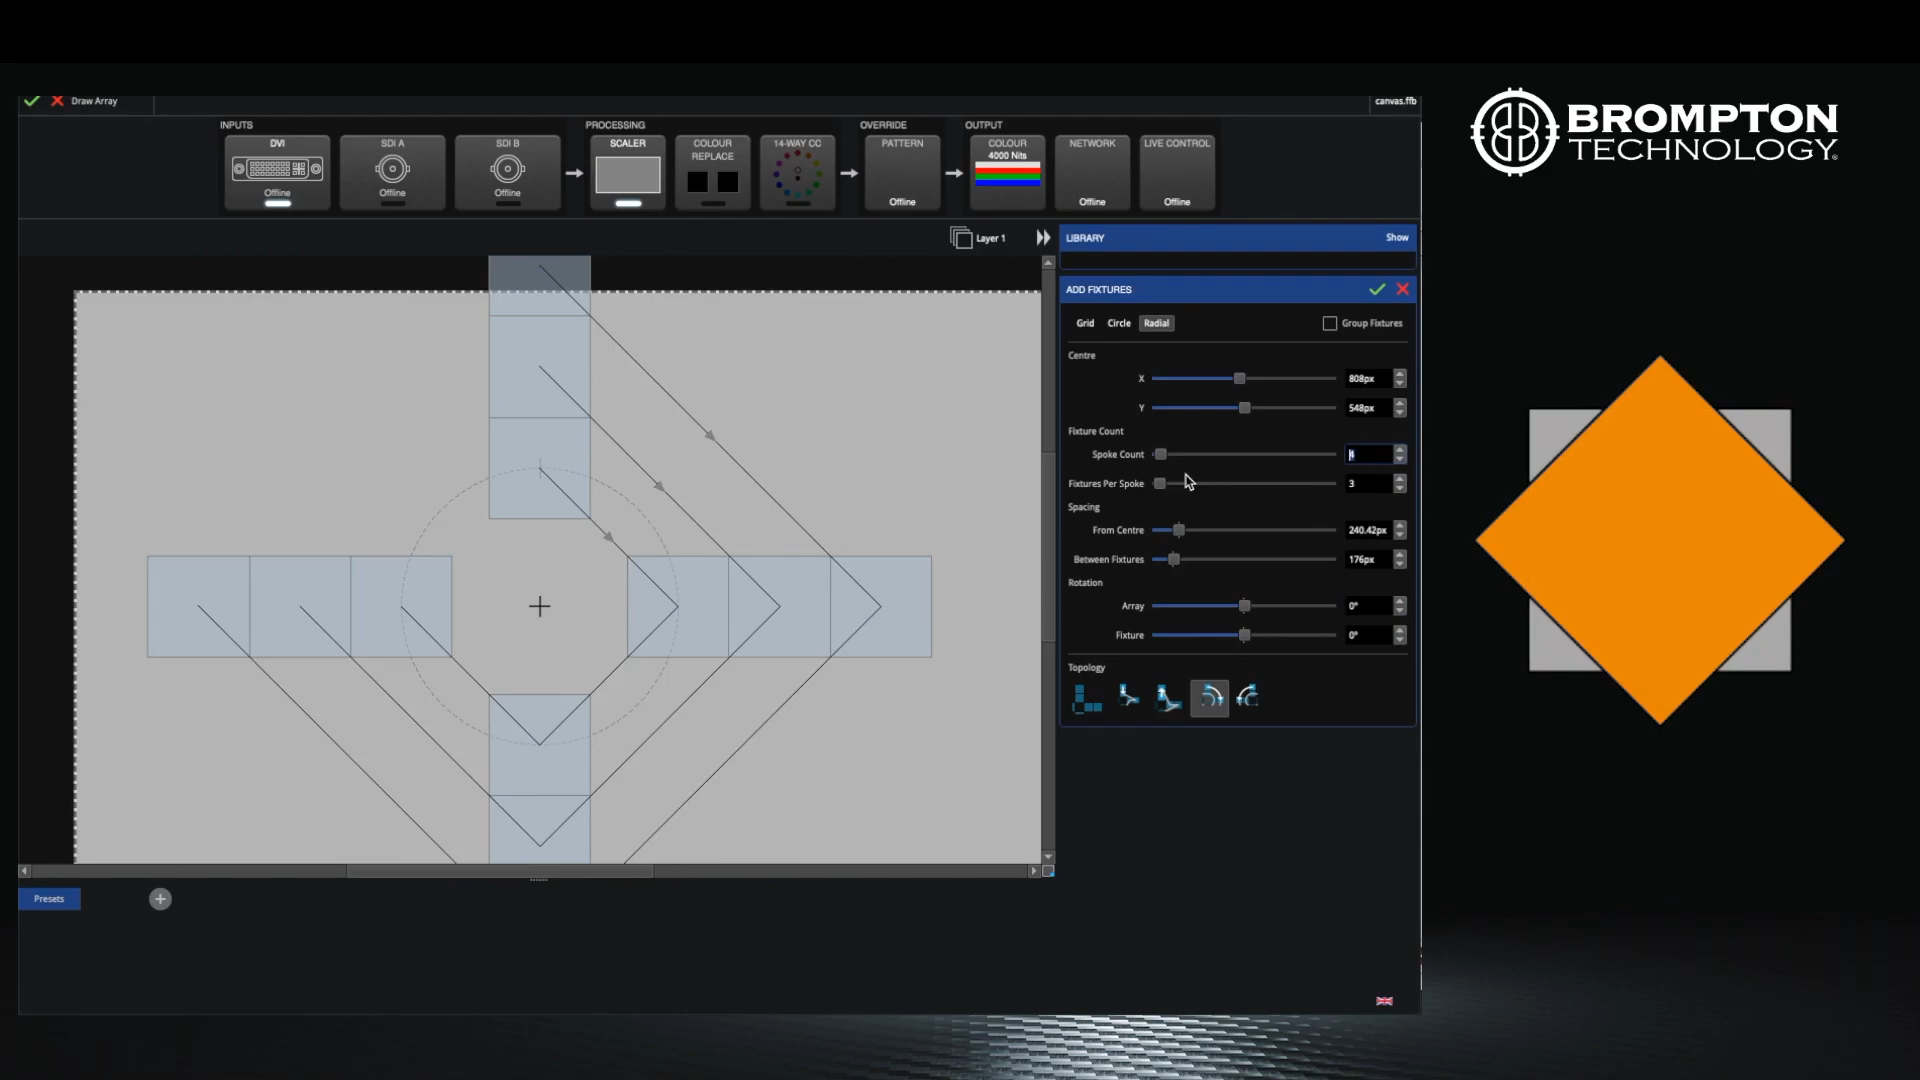 Draw Array
canvas.ffb
BROMPTON
TECHNOLOGY®
INPUTS
PROCESSING
OVERRIDE
OUTPUT
DVI
Offline
SDI A
Offline
SDI B
Offline
SCALER
COLOUR
REPLACE
14-WAY CC
PATTERN
Offline
COLOUR
4000 Nits
NETWORK
Offline
LIVE CONTROL
Offline
Layer 1
LIBRARY
Show
ADD FIXTURES
Grid
Circle
Radial
Group Fixtures
Centre
X
808px
Y
548px
Fixture Count
Spoke Count
4
Fixtures Per Spoke
3
Spacing
From Centre
240.42px
Between Fixtures
176px
Rotation
Array
0°
Fixture
0°
Topology
Presets